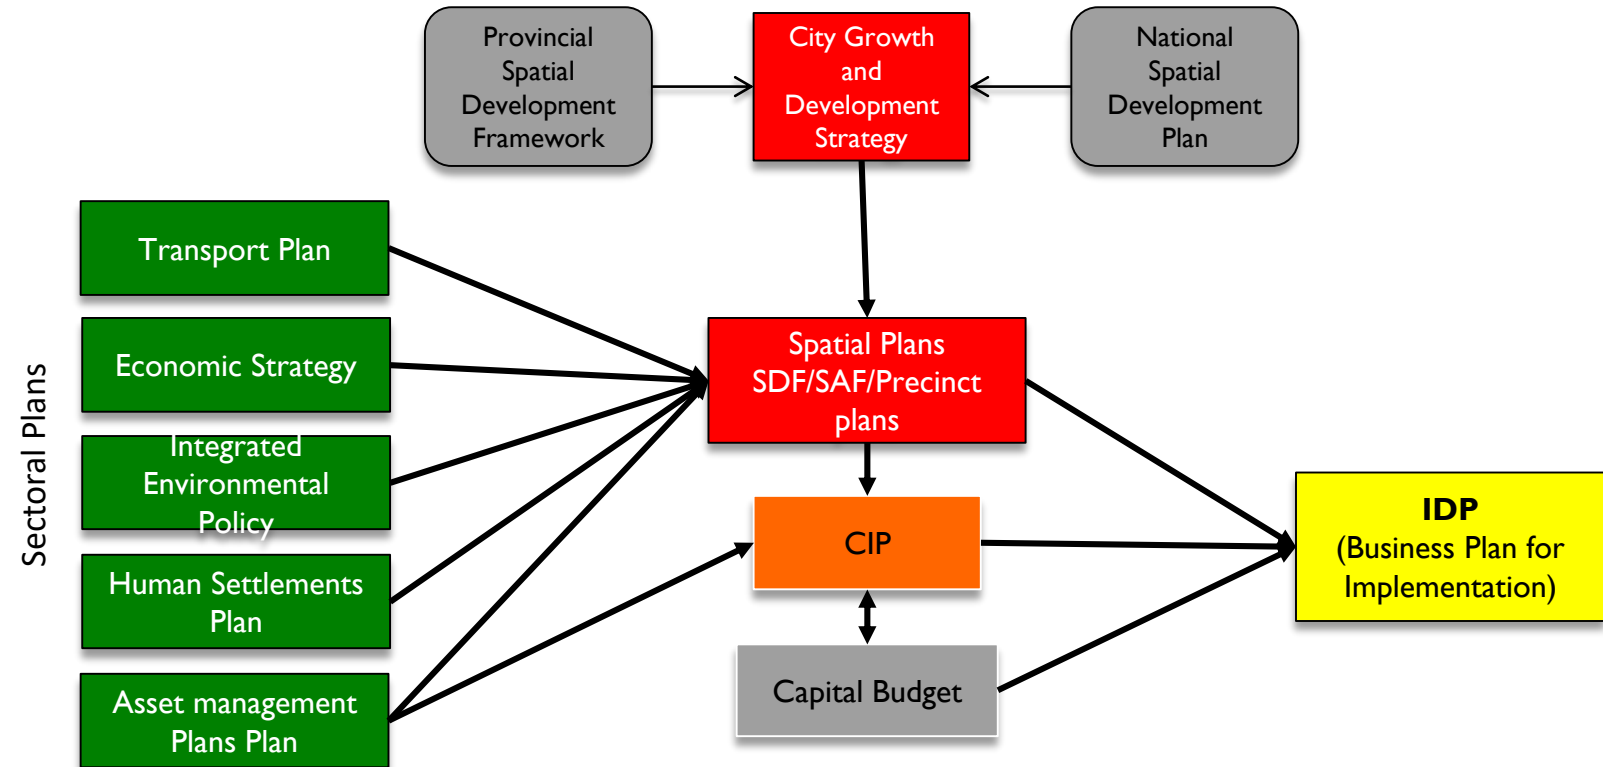 Provincial
Spatial
Development
Framework
City Growth
and
Development
Strategy
National
Spatial
Development
Plan
Sectoral Plans
Transport Plan
Economic Strategy
Integrated
Environmental
Policy
Human Settlements
Plan
Asset management
Plans Plan
Spatial Plans
SDF/SAF/Precinct
plans
CIP
Capital Budget
IDP
(Business Plan for
Implementation)